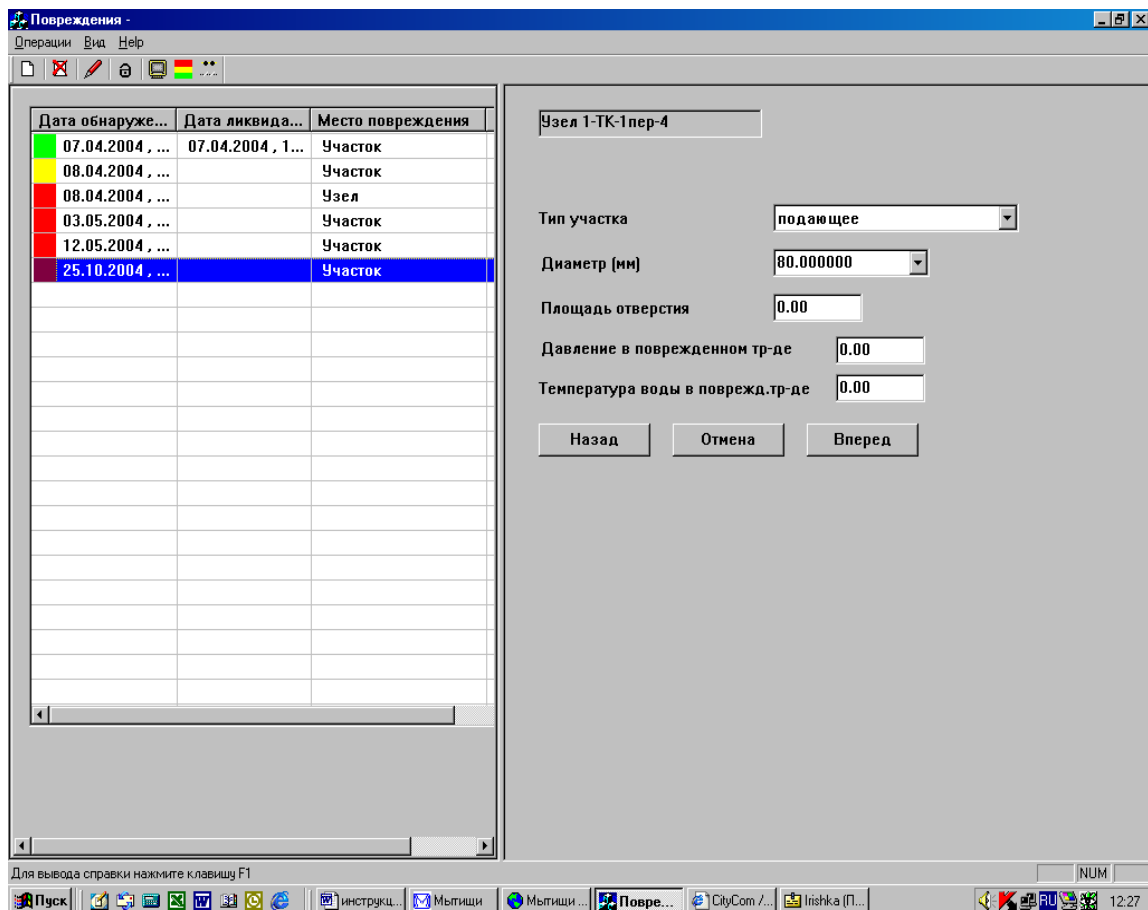 Повреждения -
Операции Вид Help
Дата обнаруже... Дата ликвида... Место повреждения
07.04.2004 , ... 07.04.2004 , 1... Участок
08.04.2004 , ... Участок
08.04.2004 , ... Узел
03.05.2004 , ... Участок
12.05.2004 , ... Участок
25.10.2004 , ... Участок
Узел 1-ТК-1пер-4
Тип участка подающее
Диаметр (мм) 80.000000
Площадь отверстия 0.00
Давление в поврежденном тр-де 0.00
Температура воды в поврежд.тр-де 0.00
Назад Отмена Вперед
Для вывода справки нажмите клавишу F1 NUM
Пуск инструкц... Мытищи Мытищи ... Повре... CityCom /... Irishka (П... RU 12:27